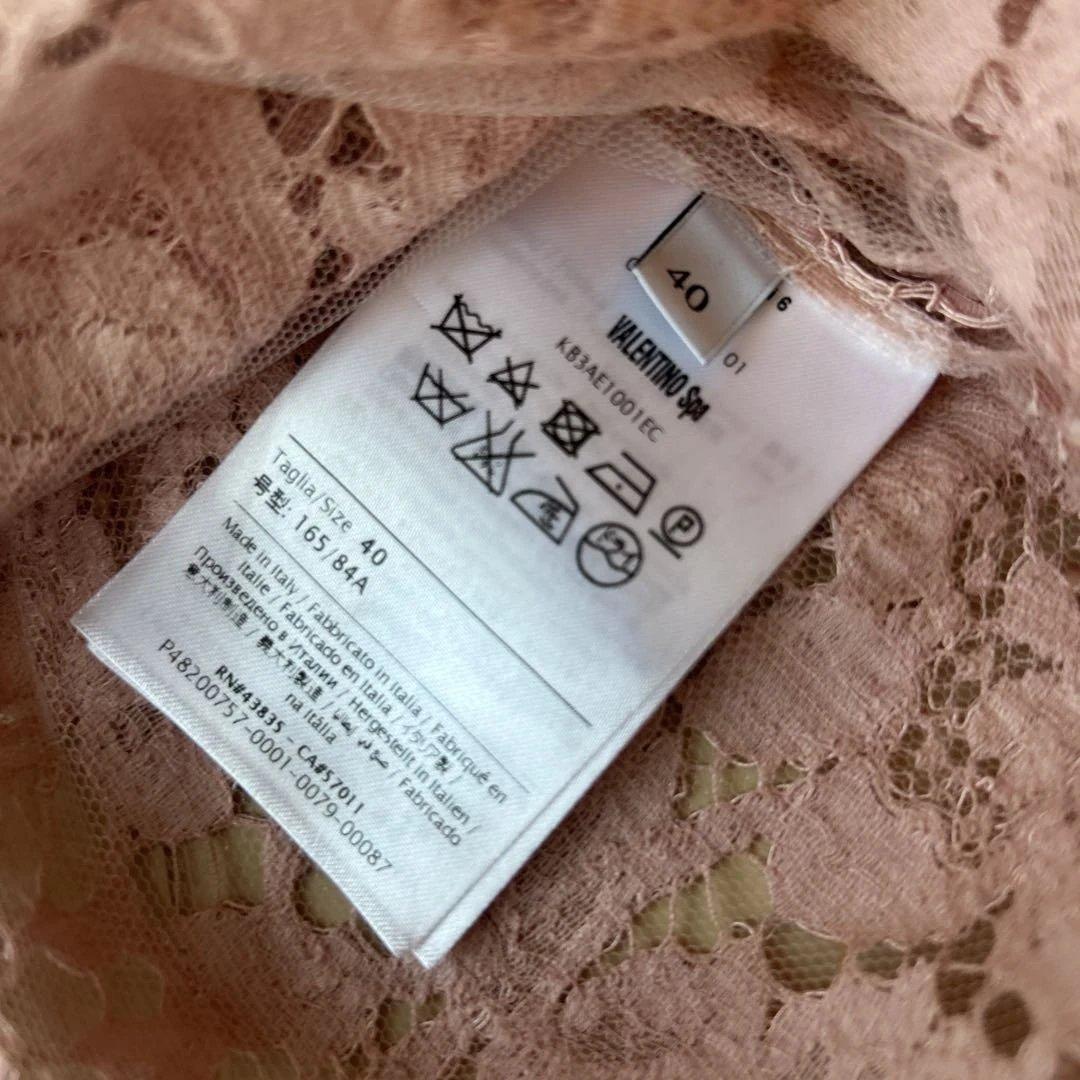 40
6
01
VALENTINO SpA
KB3AE1001EC
P
Taglia/Size 40
号型: 165/84A
Made in Italy / Fabbricato in Italia / Fabriqué en
Italie / Fabricado en Italia / イタリア製 /
Произведено в Италии / Hergestellt in Italien /
意大利制造 / 義大利製造 / صنع في إيطاليا / Fabricado
na Itália
RN#43835 - CA#57011
P48200757-0001-0079-00087